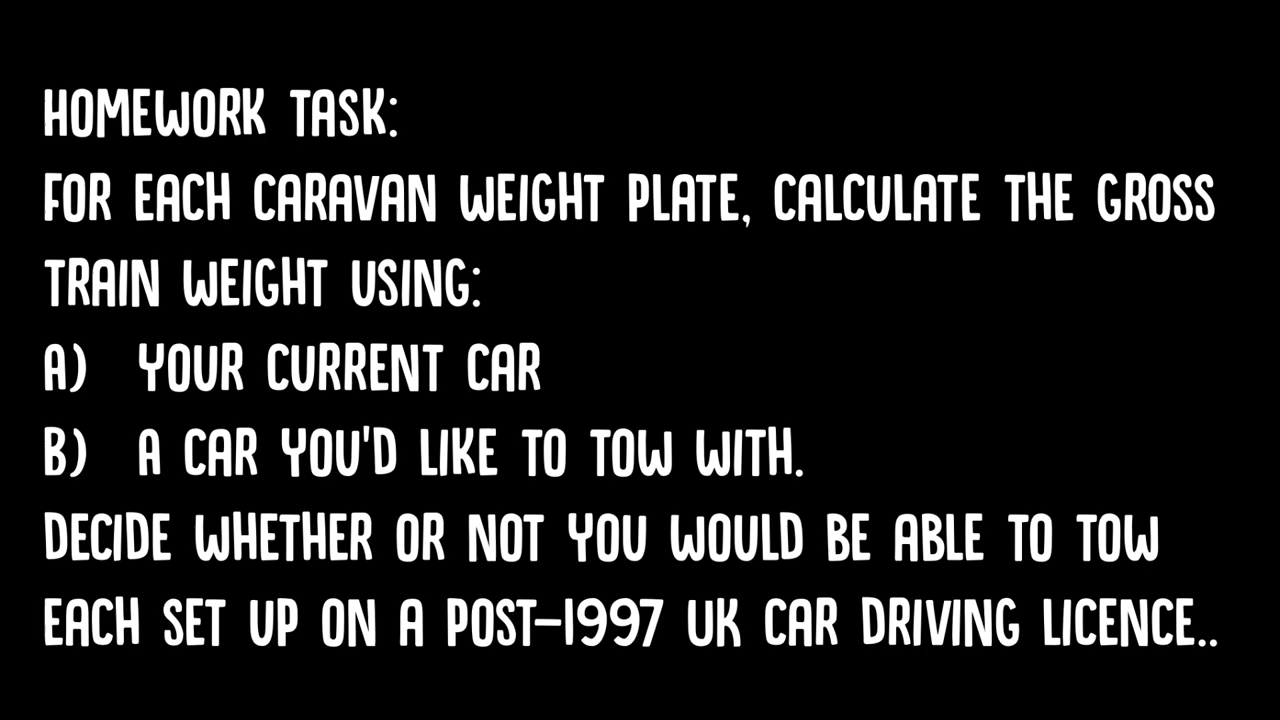 HOMEWORK TASK:
FOR EACH CARAVAN WEIGHT PLATE, CALCULATE THE GROSS
TRAIN WEIGHT USING:
A) YOUR CURRENT CAR
B) A CAR YOU'D LIKE TO TOW WITH.
DECIDE WHETHER OR NOT YOU WOULD BE ABLE TO TOW
EACH SET UP ON A POST-1997 UK CAR DRIVING LICENCE..